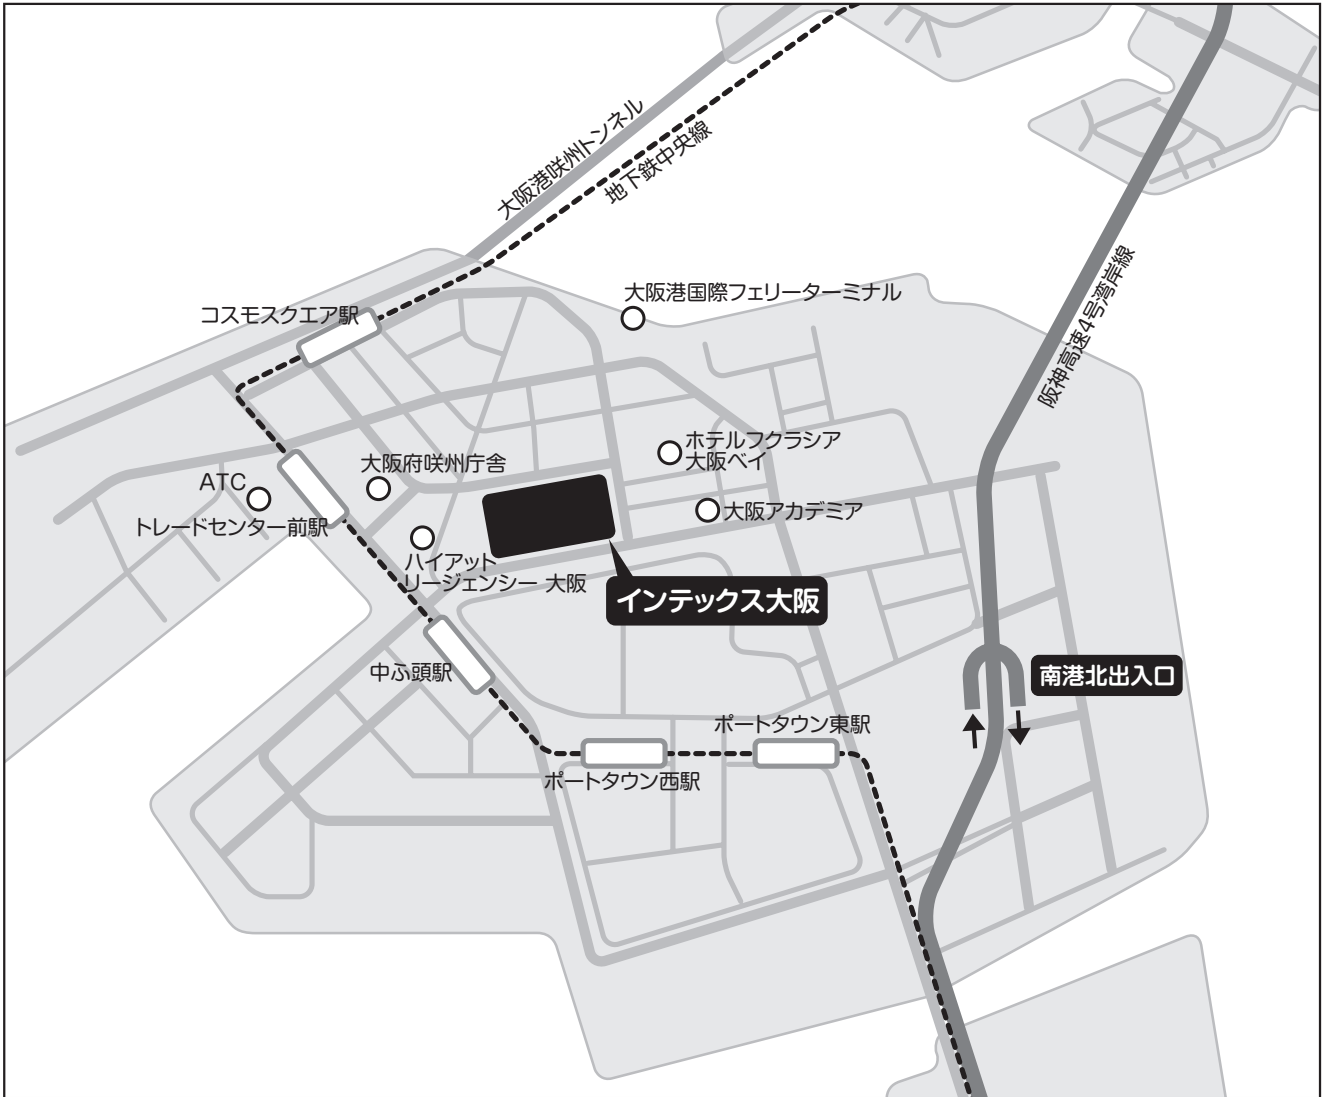 大阪港咲州トンネル
地下鉄中央線
阪神高速4号湾岸線
大阪港国際フェリーターミナル
コスモスクエア駅
ホテルフクラシア
大阪ベイ
大阪府咲州庁舎
ATC
大阪アカデミア
トレードセンター前駅
ハイアット
リージェンシー 大阪
インテックス大阪
中ふ頭駅
南港北出入口
ポートタウン東駅
ポートタウン西駅